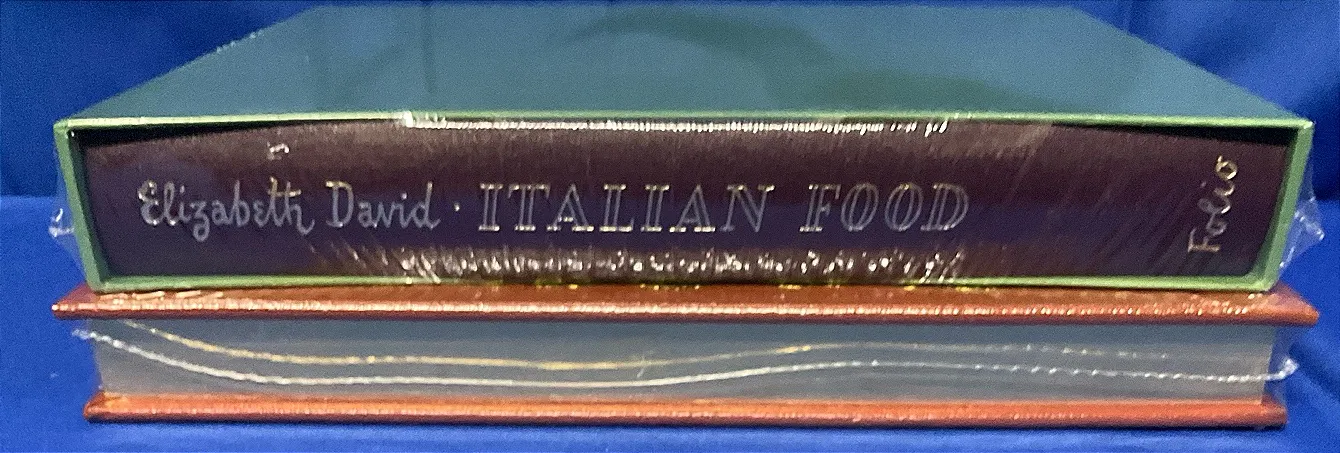 Elizabeth David · ITALIAN FOOD
Folio